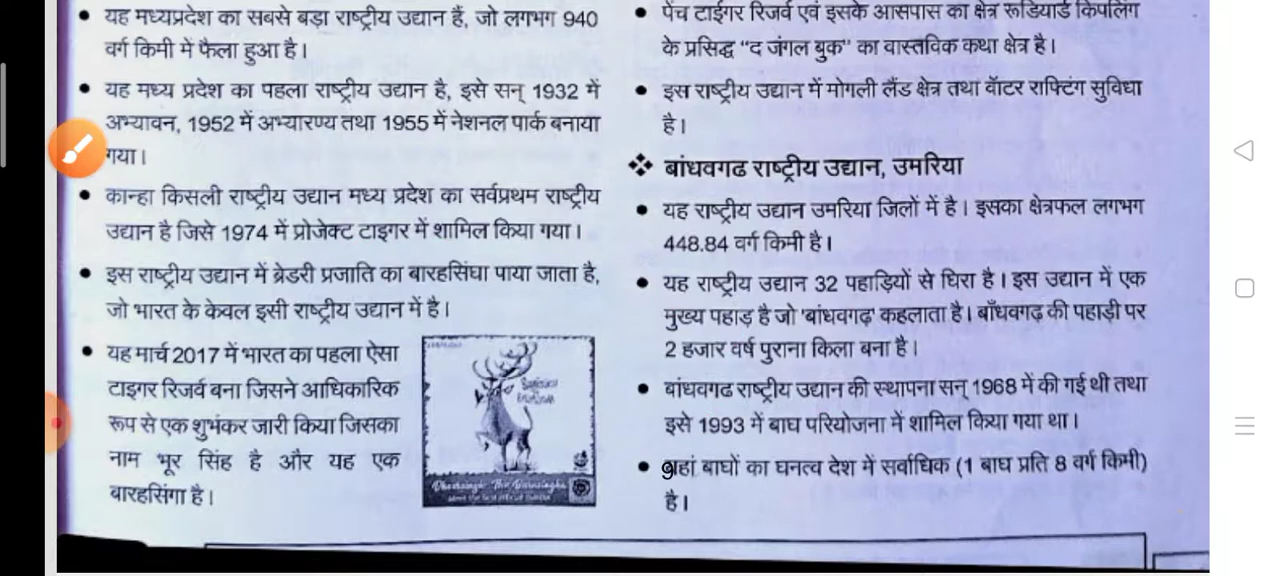 यह मध्यप्रदेश का सबसे बड़ा राष्ट्रीय उद्यान हैं, जो लगभग 940
वर्ग किमी में फैला हुआ है।
यह मध्य प्रदेश का पहला राष्ट्रीय उद्यान है, इसे सन् 1932 में
अभ्यावन, 1952 में अभ्यारण्य तथा 1955 में नेशनल पार्क बनाया
गया।
कान्हा किसली राष्ट्रीय उद्यान मध्य प्रदेश का सर्वप्रथम राष्ट्रीय
उद्यान है जिसे 1974 में प्रोजेक्ट टाइगर में शामिल किया गया।
इस राष्ट्रीय उद्यान में ब्रेडरी प्रजाति का बारहसिंघा पाया जाता है,
जो भारत के केवल इसी राष्ट्रीय उद्यान में है।
यह मार्च 2017 में भारत का पहला ऐसा
टाइगर रिजर्व बना जिसने आधिकारिक
रूप से एक शुभंकर जारी किया जिसका
नाम भूर सिंह है और यह एक
बारहसिंगा है।
Bhoorsingh The Barasingha
पेंच टाईगर रिजर्व एवं इसके आसपास का क्षेत्र रूडियार्ड किपलिंग
के प्रसिद्ध “द जंगल बुक” का वास्तविक कथा क्षेत्र है।
इस राष्ट्रीय उद्यान में मोगली लैंड क्षेत्र तथा वॉटर राफ्टिंग सुविधा
है।
❖ बांधवगढ राष्ट्रीय उद्यान, उमरिया
यह राष्ट्रीय उद्यान उमरिया जिलों में है। इसका क्षेत्रफल लगभग
448.84 वर्ग किमी है।
यह राष्ट्रीय उद्यान 32 पहाड़ियों से घिरा है। इस उद्यान में एक
मुख्य पहाड़ है जो 'बांधवगढ़' कहलाता है। बाँधवगढ़ की पहाड़ी पर
2 हजार वर्ष पुराना किला बना है।
बांधवगढ राष्ट्रीय उद्यान की स्थापना सन् 1968 में की गई थी तथा
इसे 1993 में बाघ परियोजना में शामिल किया गया था।
यहां बाघों का घनत्व देश में सर्वाधिक (1 बाघ प्रति 8 वर्ग किमी)
है।